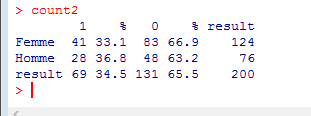 > count2
1 % 0 % result
Femme 41 33.1 83 66.9 124
Homme 28 36.8 48 63.2 76
result 69 34.5 131 65.5 200
>